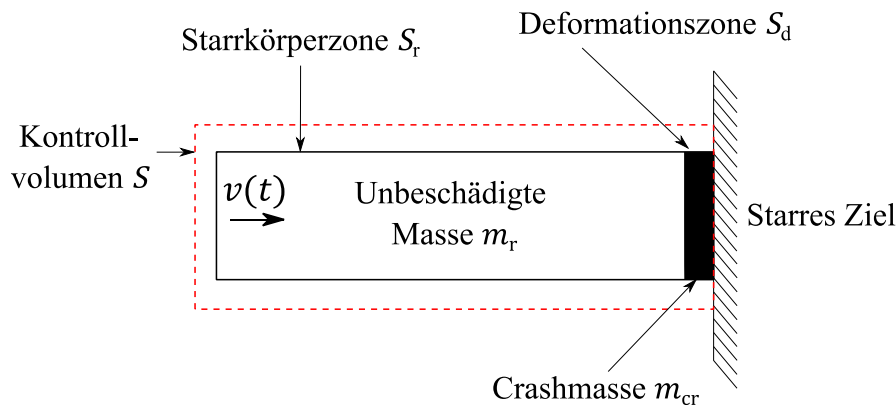 Starrkörperzone S_r
Deformationszone S_d
Kontroll-
volumen S
v(t)
Unbeschädigte
Masse m_r
Starres Ziel
Crashmasse m_cr